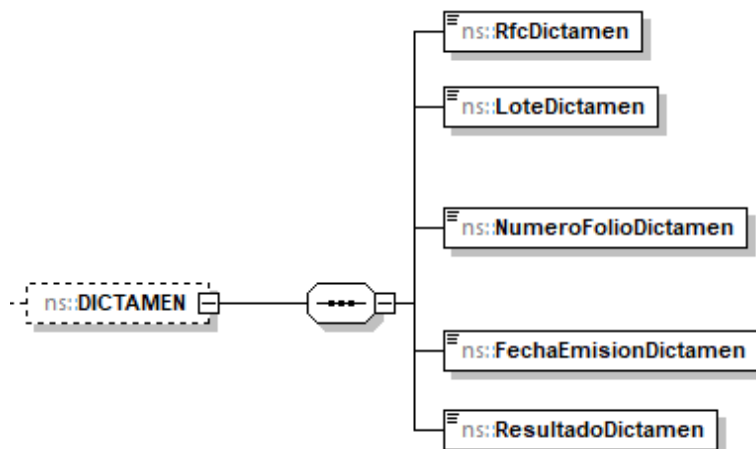 ns::RfcDictamen
ns::LoteDictamen
ns::NumeroFolioDictamen
ns::DICTAMEN
ns::FechaEmisionDictamen
ns::ResultadoDictamen